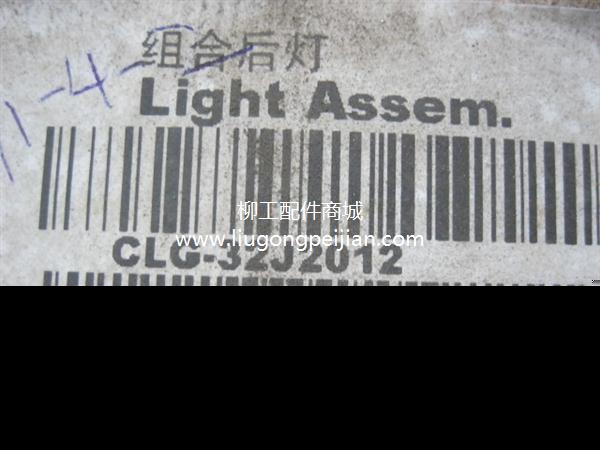 组合后灯
11-4-2
Light Assem.
柳工配件商城
www.liugongpeijian.com
CLG-32J2012